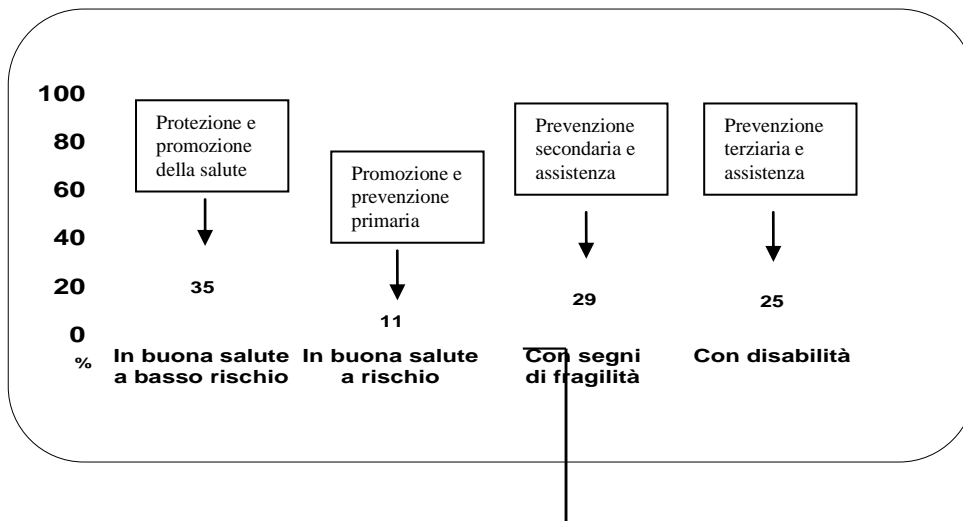 100
80
60
40
20
0
%
Protezione e
promozione
della salute
Promozione e
prevenzione
primaria
Prevenzione
secondaria e
assistenza
Prevenzione
terziaria e
assistenza
35
11
29
25
In buona salute
a basso rischio
In buona salute
a rischio
Con segni
di fragilità
Con disabilità